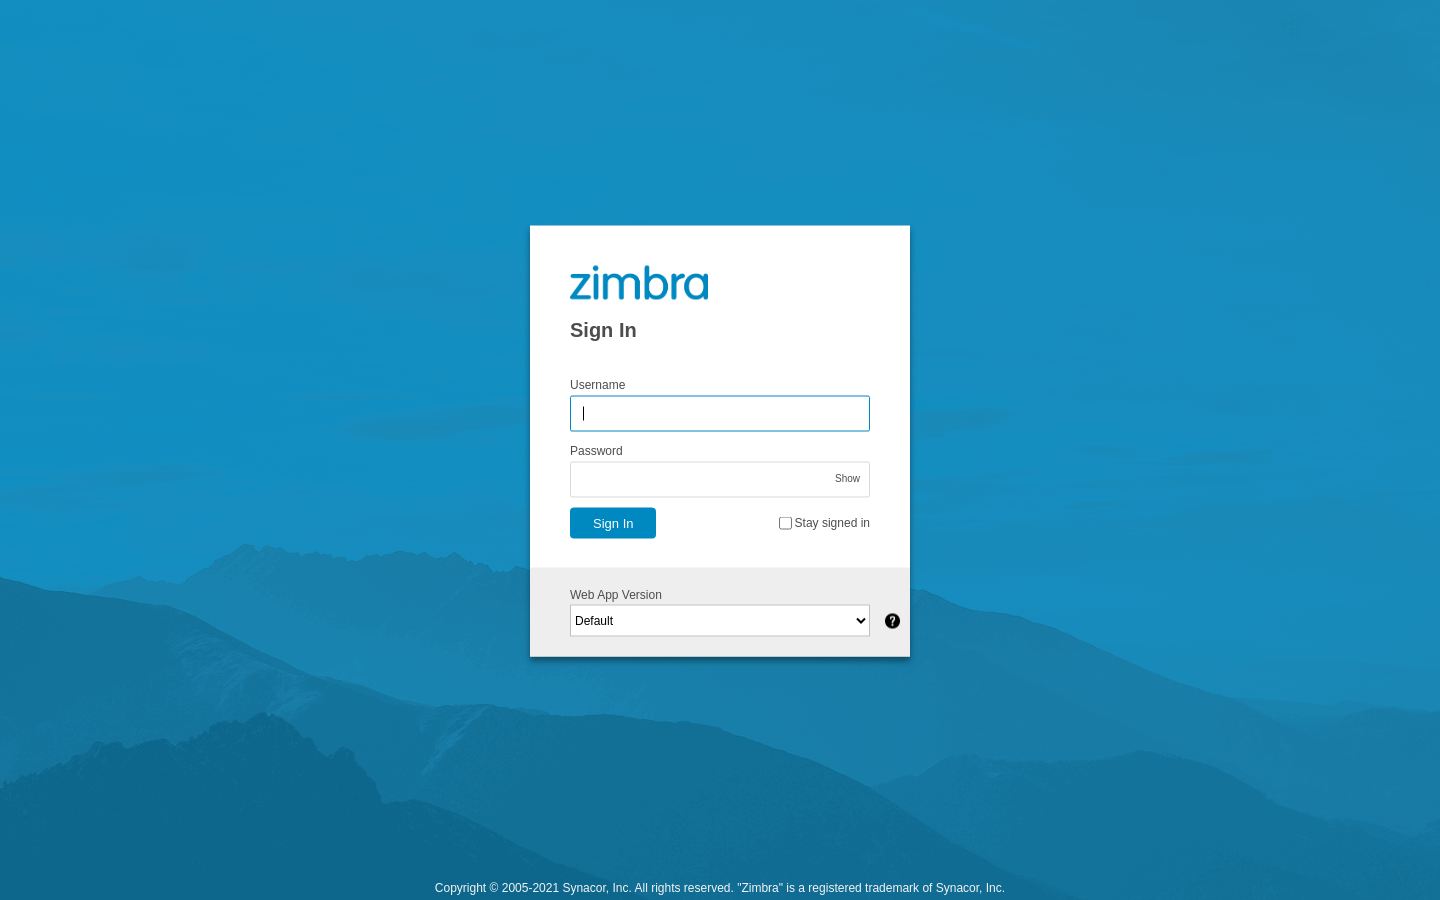 zimbra
Sign In
Username
Password
Show
Sign In
Stay signed in
Web App Version
Default
?
Copyright © 2005-2021 Synacor, Inc. All rights reserved. "Zimbra" is a registered trademark of Synacor, Inc.